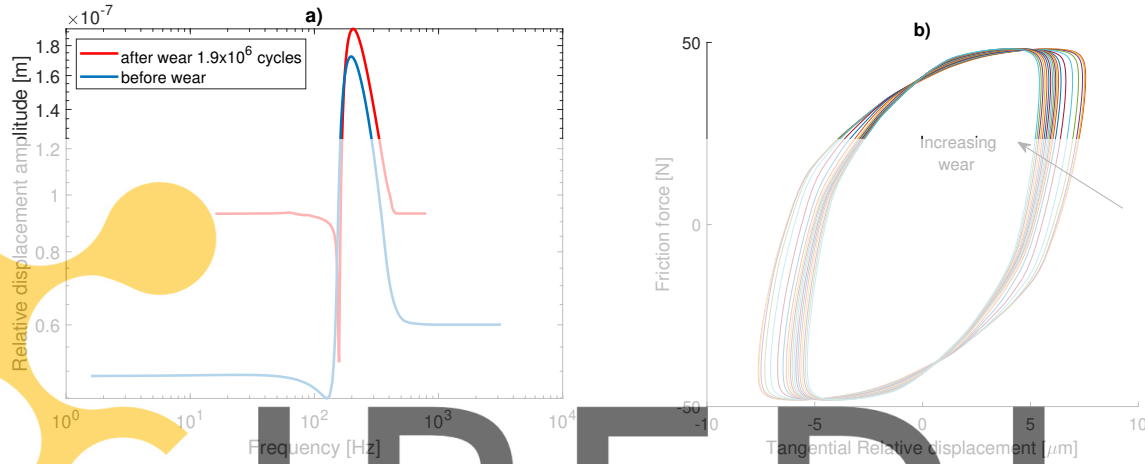 a)
×10⁻⁷
1.8
1.6
1.4
1.2
1
0.8
0.6
Relative displacement amplitude [m]
after wear 1.9x10⁶ cycles
before wear
10⁰
10¹
10²
10³
10⁴
Frequency [Hz]
b)
50
0
-50
Friction force [N]
Increasing
wear
-10
-5
0
5
10
Tangential Relative displacement [μm]